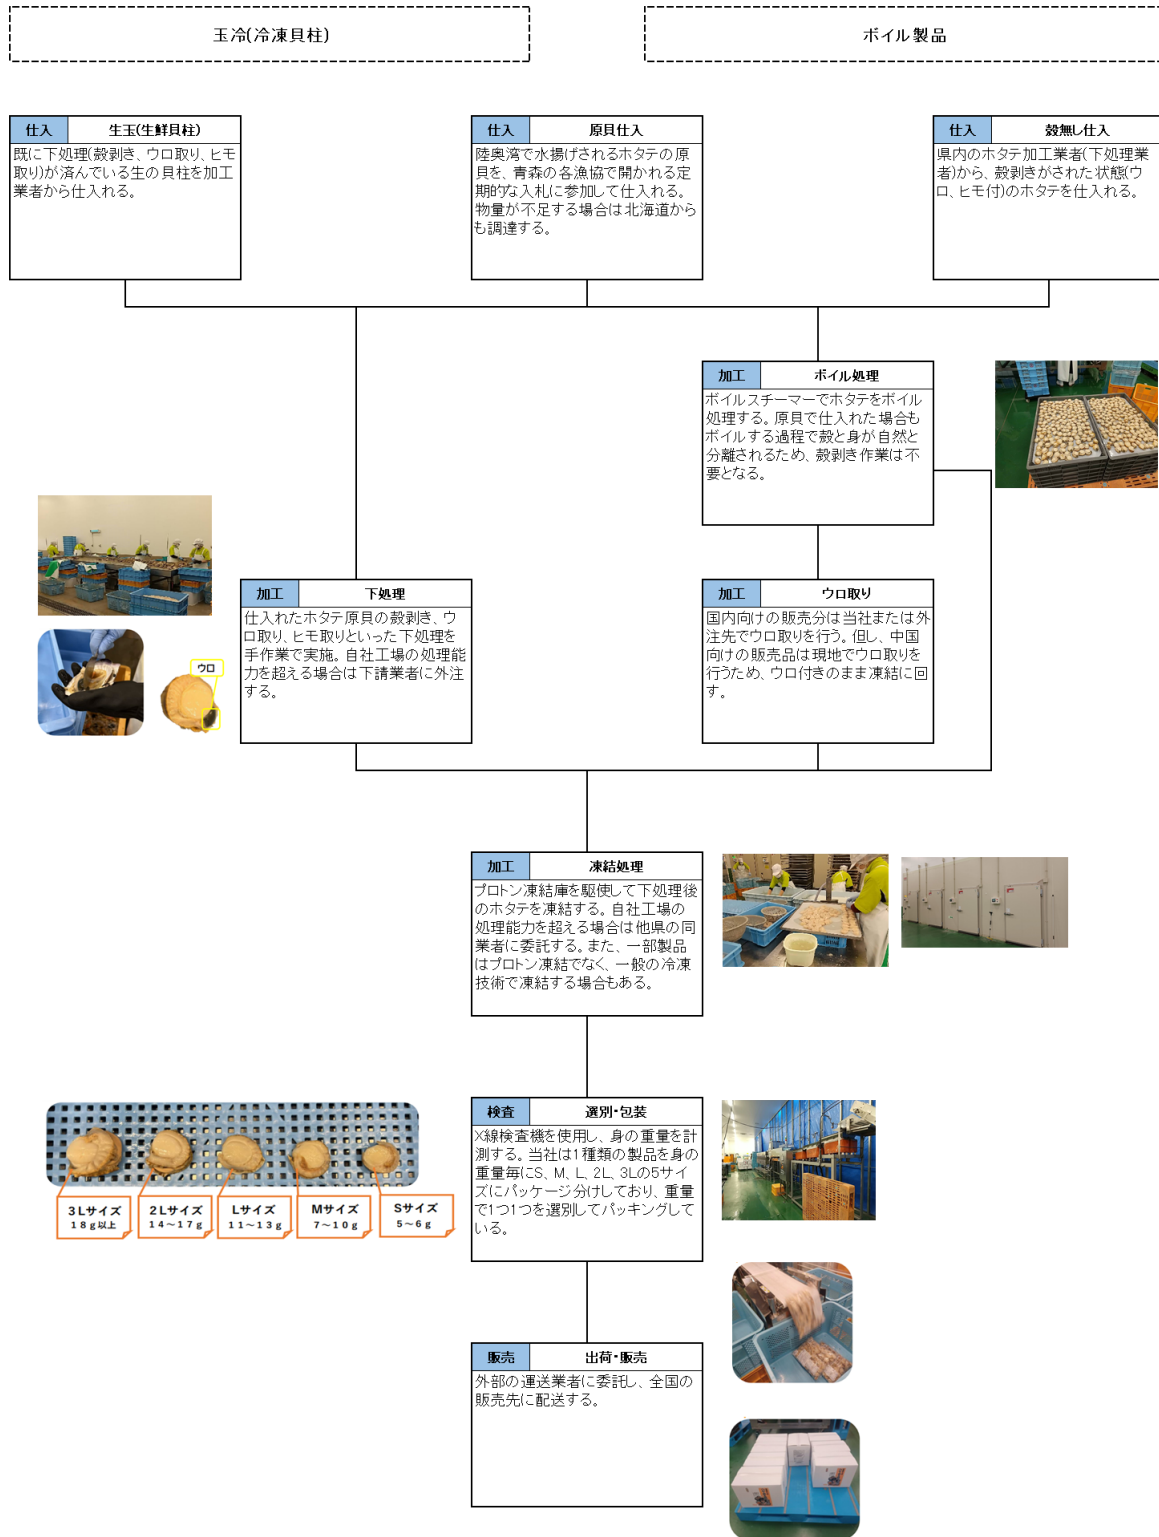 玉冷(冷凍貝柱)
ボイル製品
仕入 生玉(生鮮貝柱)
既に下処理(殻剥き、ウロ取り、ヒモ
取り)が済んでいる生の貝柱を加工
業者から仕入れる。
仕入 原貝仕入
陸奥湾で水揚げされるホタテの原
貝を、青森の各漁協で開かれる定
期的な入札に参加して仕入れる。
物量が不足する場合は北海道から
も調達する。
仕入 殻無し仕入
県内のホタテ加工業者(下処理業
者)から、殻剥きがされた状態(ウ
ロ、ヒモ付)のホタテを仕入れる。
加工 ボイル処理
ボイルスチーマーでホタテをボイル
処理する。原貝で仕入れた場合も
ボイルする過程で殻と身が自然と
分離されるため、殻剥き作業は不
要となる。
加工 下処理
仕入れたホタテ原貝の殻剥き、ウ
ロ取り、ヒモ取りといった下処理を
手作業で実施。自社工場の処理能
力を超える場合は下請業者に外注
する。
ウロ
加工 ウロ取り
国内向けの販売分は当社または外
注先でウロ取りを行う。但し、中国
向けの販売品は現地でウロ取りを
行うため、ウロ付きのまま凍結に回
す。
加工 凍結処理
プロトン凍結庫を駆使して下処理後
のホタテを凍結する。自社工場の
処理能力を超える場合は他県の同
業者に委託する。また、一部製品
はプロトン凍結でなく、一般の冷凍
技術で凍結する場合もある。
検査 選別・包装
X線検査機を使用し、身の重量を計
測する。当社は1種類の製品を身の
重量毎にS、M、L、2L、3Lの5サイ
ズにパッケージ分けしており、重量
で1つ1つを選別してパッキングして
いる。
3Lサイズ
18g以上
2Lサイズ
14～17g
Lサイズ
11～13g
Mサイズ
7～10g
Sサイズ
5～6g
販売 出荷・販売
外部の運送業者に委託し、全国の
販売先に配送する。